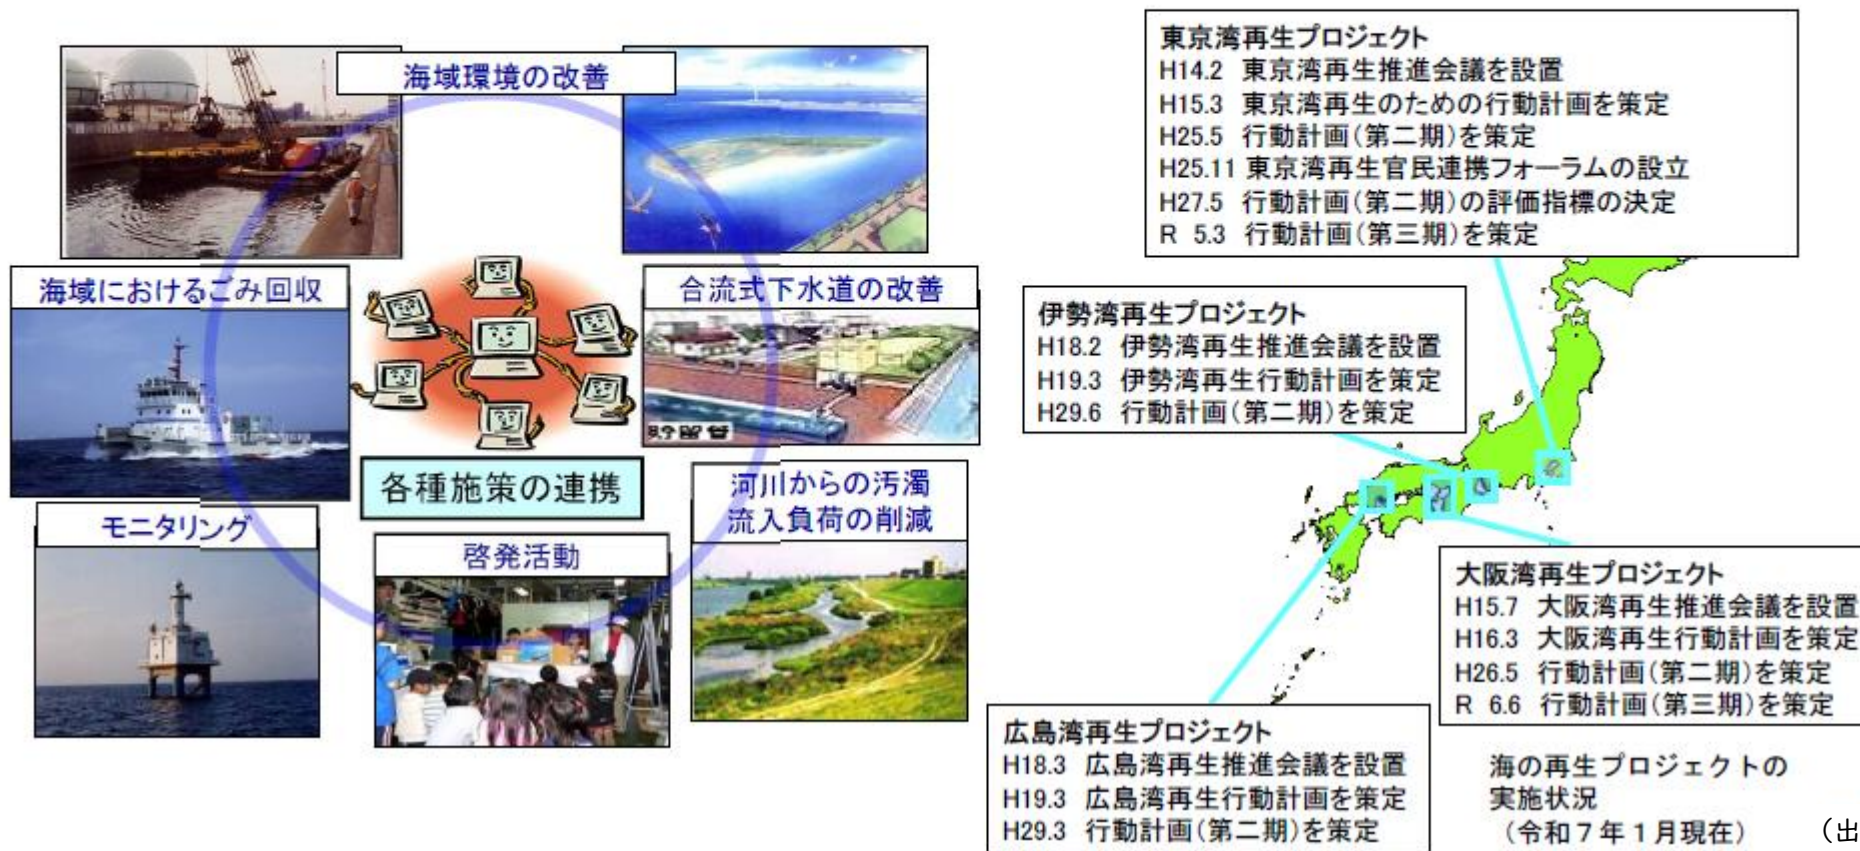 海域環境の改善
海域におけるごみ回収
合流式下水道の改善
貯留管
各種施策の連携
モニタリング
啓発活動
河川からの汚濁
流入負荷の削減
東京湾再生プロジェクト
H14.2 東京湾再生推進会議を設置
H15.3 東京湾再生のための行動計画を策定
H25.5 行動計画(第二期)を策定
H25.11 東京湾再生官民連携フォーラムの設立
H27.5 行動計画(第二期)の評価指標の決定
R 5.3 行動計画(第三期)を策定
伊勢湾再生プロジェクト
H18.2 伊勢湾再生推進会議を設置
H19.3 伊勢湾再生行動計画を策定
H29.6 行動計画(第二期)を策定
大阪湾再生プロジェクト
H15.7 大阪湾再生推進会議を設置
H16.3 大阪湾再生行動計画を策定
H26.5 行動計画(第二期)を策定
R 6.6 行動計画(第三期)を策定
広島湾再生プロジェクト
H18.3 広島湾再生推進会議を設置
H19.3 広島湾再生行動計画を策定
H29.3 行動計画(第二期)を策定
海の再生プロジェクトの
実施状況
（令和７年１月現在）
（出